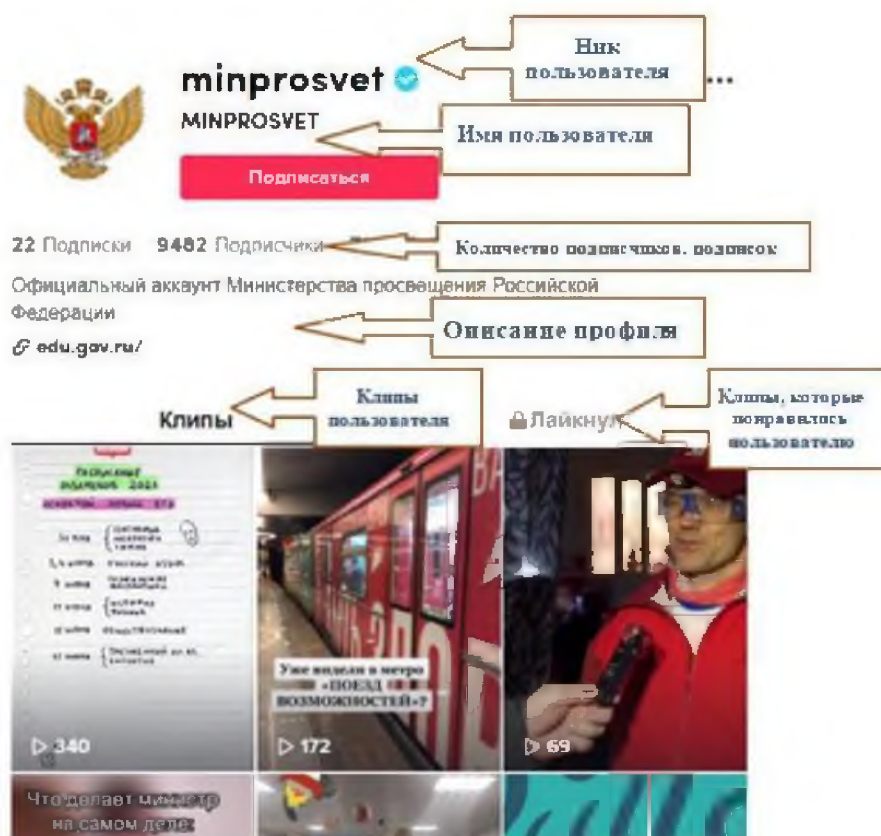 Ник
пользователя
minprosvet
...
MINPROSVET
Имя пользователя
Подписаться
22 Подписки 9482 Подписчики
Количество подписчиков, подписок
Официальный аккаунт Министерства просвещения Российской
Федерации
Описание профиля
edu.gov.ru/
Клипы
пользователя
Клипы, которые
понравилось
пользователю
Клипы
Лайкнул
2023
Уже видели в метро
«ПОЕЗД
ВОЗМОЖНОСТЕЙ»?
340
172
69
Что делает министр
на самом деле: